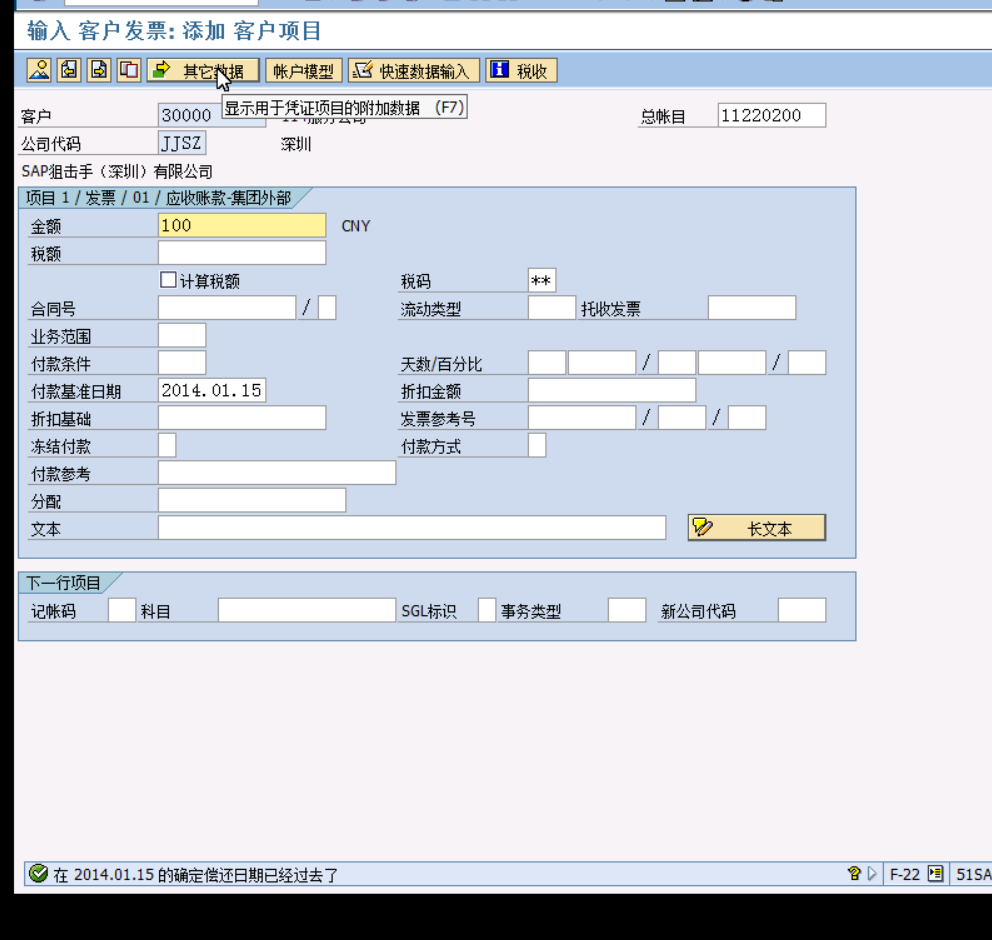 输入 客户发票: 添加 客户项目
其它数据 帐户模型 快速数据输入 税收
显示用于凭证项目的附加数据 (F7)
客户 30000 总帐目 11220200
公司代码 JJSZ 深圳
SAP狙击手（深圳）有限公司
项目 1 / 发票 / 01 / 应收账款-集团外部
金额 100 CNY
税额
计算税额 税码 **
合同号 / 流动类型 托收发票
业务范围
付款条件 天数/百分比 / /
付款基准日期 2014.01.15 折扣金额
折扣基础 发票参考号 / /
冻结付款 付款方式
付款参考
分配
文本 长文本
下一行项目
记帐码 科目 SGL标识 事务类型 新公司代码
在 2014.01.15 的确定偿还日期已经过去了 F-22 51SA